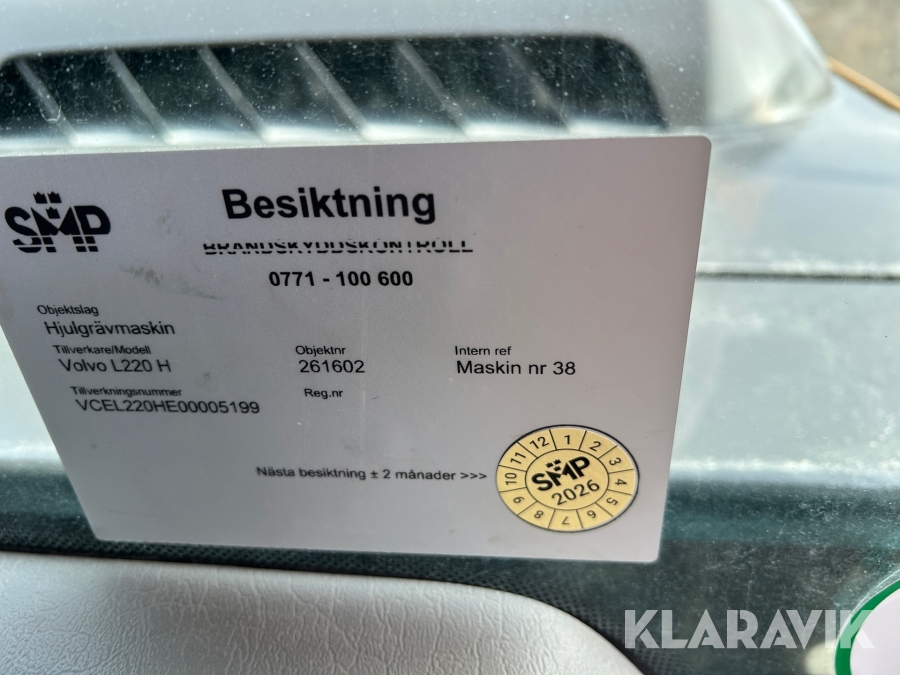 SMP
Besiktning
BRANDSKYDDSKONTROLL
0771 - 100 600
Objektslag
Hjulgrävmaskin
Tillverkare/Modell
Volvo L220 H
Objektnr
261602
Intern ref
Maskin nr 38
Tillverkningsnummer
VCEL220HE00005199
Reg.nr
Nästa besiktning ± 2 månader >>>
1 2 3 4 5 6 7 8 9 10 11 12
SMP
2026
KLARAVIK